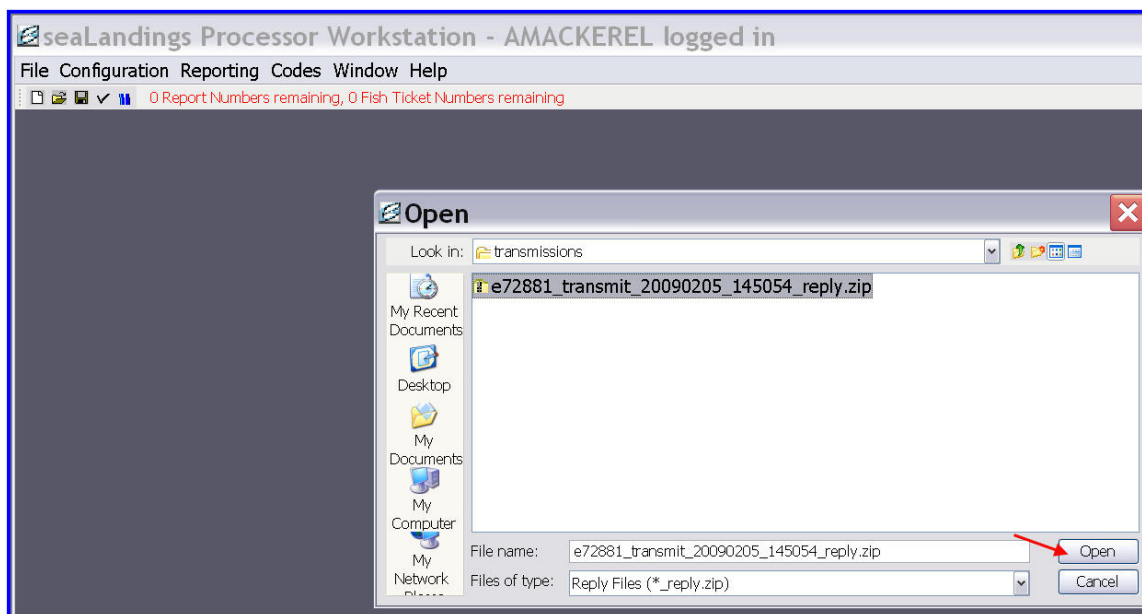 seaLandings Processor Workstation - AMACKEREL logged in
File Configuration Reporting Codes Window Help
0 Report Numbers remaining, 0 Fish Ticket Numbers remaining
Open
Look in: transmissions
e72881_transmit_20090205_145054_reply.zip
My Recent
Documents
Desktop
My
Documents
My
Computer
My
Network
File name: e72881_transmit_20090205_145054_reply.zip Open
Files of type: Reply Files (*_reply.zip) Cancel